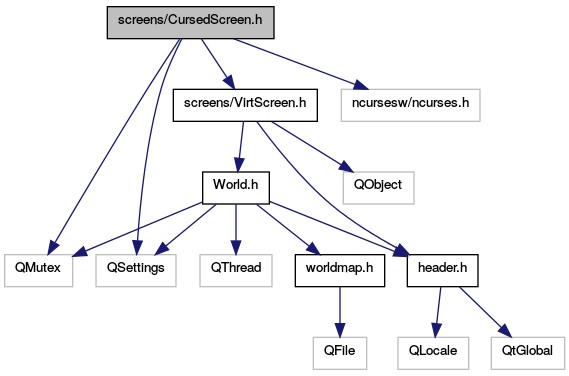 screens/CursedScreen.h
screens/VirtScreen.h
ncursesw/ncurses.h
World.h
QObject
QMutex
QSettings
QThread
worldmap.h
header.h
QFile
QLocale
QtGlobal